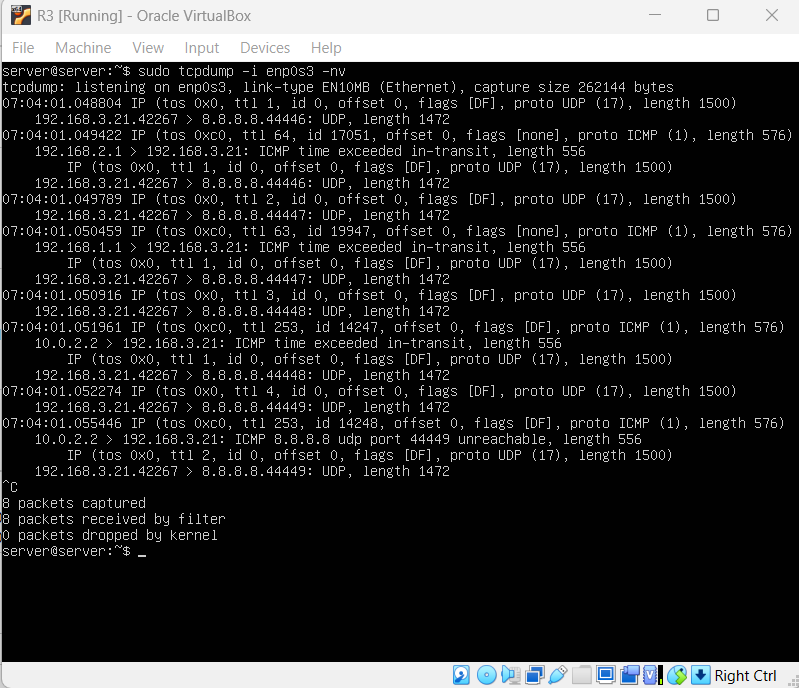 R3 [Running] - Oracle VirtualBox
File Machine View Input Devices Help
server@server:~$ sudo tcpdump -i enp0s3 -nv
tcpdump: listening on enp0s3, link-type EN10MB (Ethernet), capture size 262144 bytes
07:04:01.048804 IP (tos 0x0, ttl 1, id 0, offset 0, flags [DF], proto UDP (17), length 1500)
    192.168.3.21.42267 > 8.8.8.8.44446: UDP, length 1472
07:04:01.049422 IP (tos 0xc0, ttl 64, id 17051, offset 0, flags [none], proto ICMP (1), length 576)
    192.168.2.1 > 192.168.3.21: ICMP time exceeded in-transit, length 556
        IP (tos 0x0, ttl 1, id 0, offset 0, flags [DF], proto UDP (17), length 1500)
    192.168.3.21.42267 > 8.8.8.8.44446: UDP, length 1472
07:04:01.049789 IP (tos 0x0, ttl 2, id 0, offset 0, flags [DF], proto UDP (17), length 1500)
    192.168.3.21.42267 > 8.8.8.8.44447: UDP, length 1472
07:04:01.050459 IP (tos 0xc0, ttl 63, id 19947, offset 0, flags [none], proto ICMP (1), length 576)
    192.168.1.1 > 192.168.3.21: ICMP time exceeded in-transit, length 556
        IP (tos 0x0, ttl 1, id 0, offset 0, flags [DF], proto UDP (17), length 1500)
    192.168.3.21.42267 > 8.8.8.8.44447: UDP, length 1472
07:04:01.050916 IP (tos 0x0, ttl 3, id 0, offset 0, flags [DF], proto UDP (17), length 1500)
    192.168.3.21.42267 > 8.8.8.8.44448: UDP, length 1472
07:04:01.051961 IP (tos 0xc0, ttl 253, id 14247, offset 0, flags [DF], proto ICMP (1), length 576)
    10.0.2.2 > 192.168.3.21: ICMP time exceeded in-transit, length 556
        IP (tos 0x0, ttl 1, id 0, offset 0, flags [DF], proto UDP (17), length 1500)
    192.168.3.21.42267 > 8.8.8.8.44448: UDP, length 1472
07:04:01.052274 IP (tos 0x0, ttl 4, id 0, offset 0, flags [DF], proto UDP (17), length 1500)
    192.168.3.21.42267 > 8.8.8.8.44449: UDP, length 1472
07:04:01.055446 IP (tos 0xc0, ttl 253, id 14248, offset 0, flags [DF], proto ICMP (1), length 576)
    10.0.2.2 > 192.168.3.21: ICMP 8.8.8.8 udp port 44449 unreachable, length 556
        IP (tos 0x0, ttl 2, id 0, offset 0, flags [DF], proto UDP (17), length 1500)
    192.168.3.21.42267 > 8.8.8.8.44449: UDP, length 1472
^C
8 packets captured
8 packets received by filter
0 packets dropped by kernel
server@server:~$ _
Right Ctrl